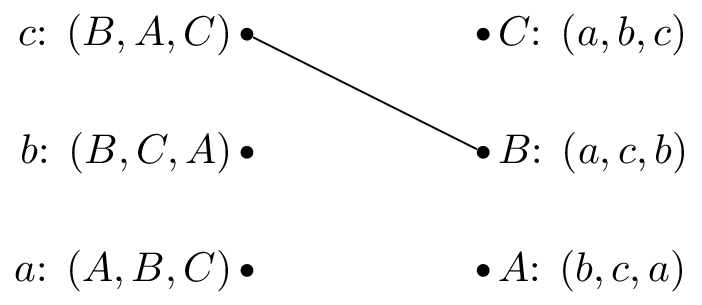 c: (B, A, C) C: (a, b, c)
b: (B, C, A) B: (a, c, b)
a: (A, B, C) A: (b, c, a)